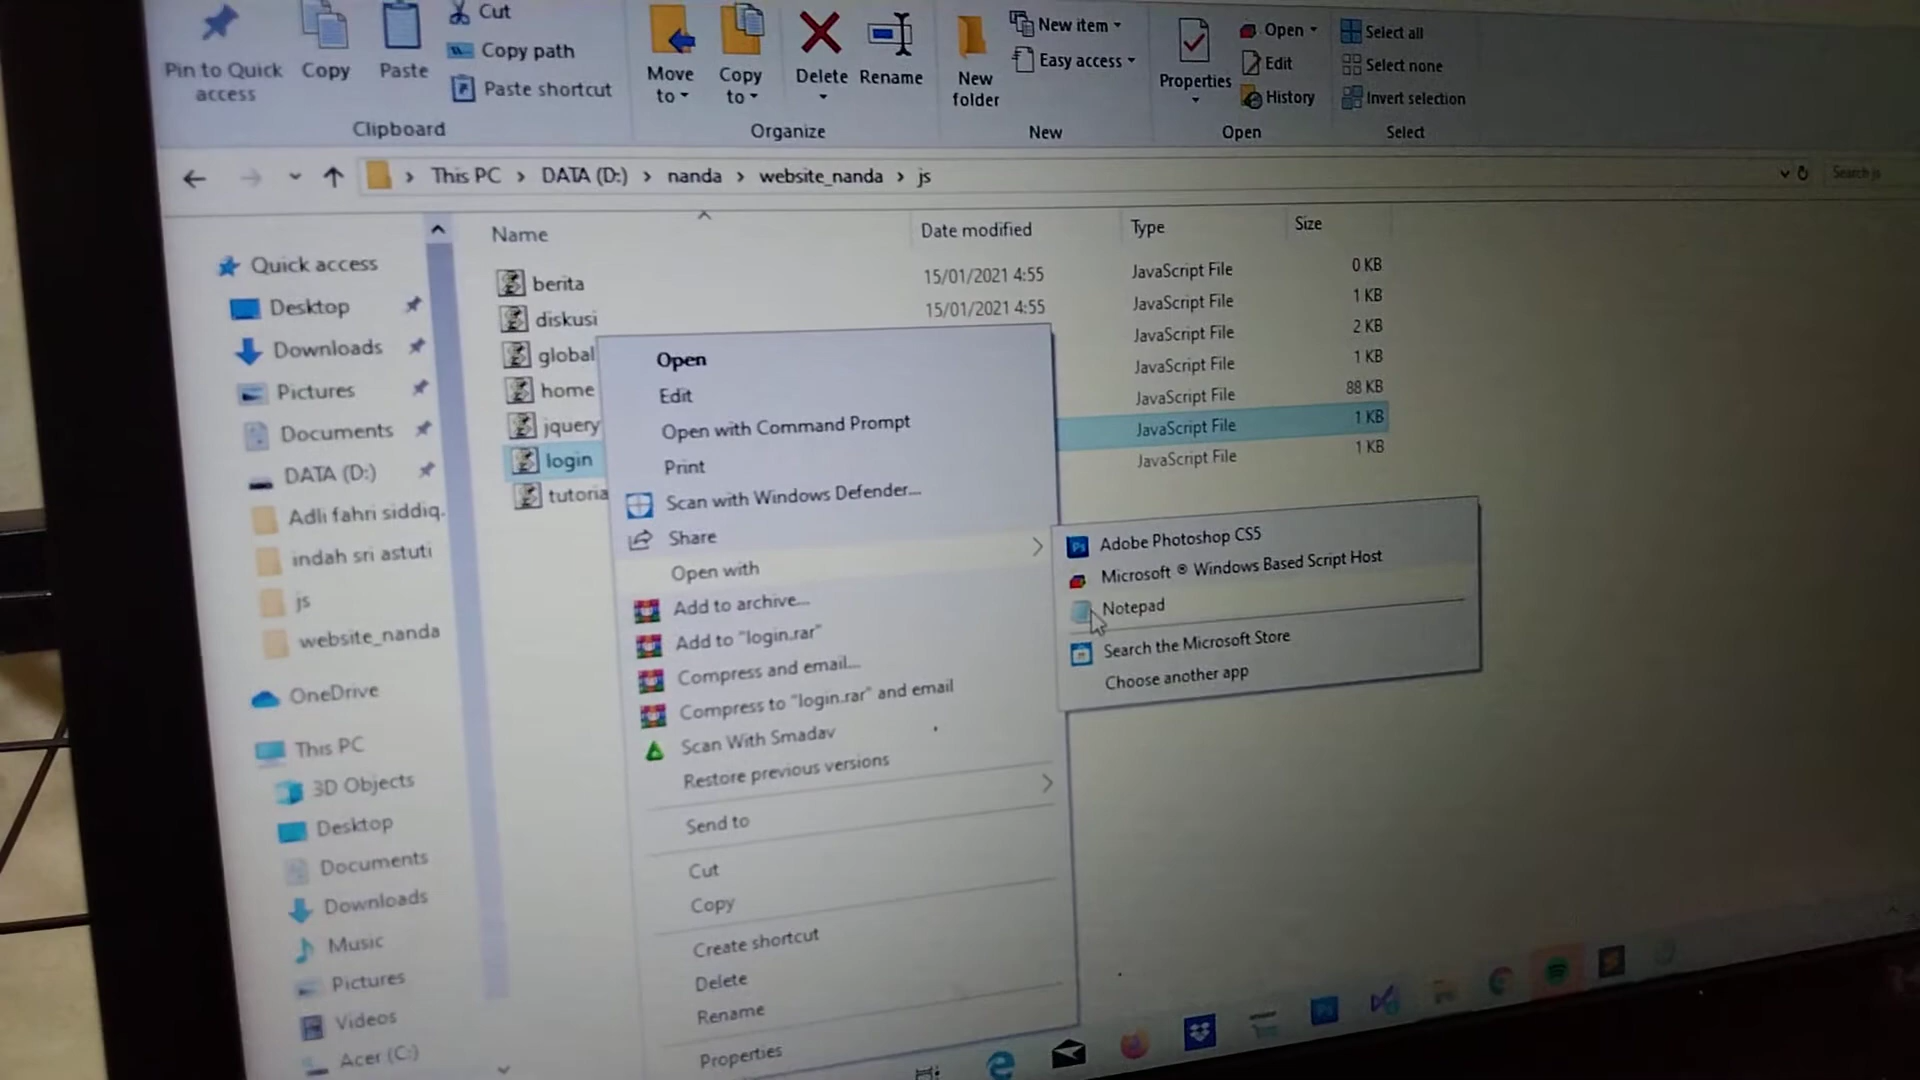 Pin to Quick access
Copy
Paste
Cut
Copy path
Paste shortcut
Clipboard
Move to
Copy to
Delete
Rename
Organize
New folder
New item
Easy access
New
Properties
Open
Edit
History
Open
Select all
Select none
Invert selection
Select
This PC > DATA (D:) > nanda > website_nanda > js
Search js
Name Date modified Type Size
berita 15/01/2021 4:55 JavaScript File 0 KB
diskusi 15/01/2021 4:55 JavaScript File 1 KB
global JavaScript File 2 KB
home JavaScript File 1 KB
jquery JavaScript File 88 KB
login JavaScript File 1 KB
tutoria JavaScript File 1 KB
Quick access
Desktop
Downloads
Pictures
Documents
DATA (D:)
Adli fahri siddiq.
indah sri astuti
js
website_nanda
OneDrive
This PC
3D Objects
Desktop
Documents
Downloads
Music
Pictures
Videos
Acer (C:)
Open
Edit
Open with Command Prompt
Print
Scan with Windows Defender...
Share
Open with
Add to archive...
Add to "login.rar"
Compress and email...
Compress to "login.rar" and email
Scan With Smadav
Restore previous versions
Send to
Cut
Copy
Create shortcut
Delete
Rename
Properties
Adobe Photoshop CS5
Microsoft ® Windows Based Script Host
Notepad
Search the Microsoft Store
Choose another app